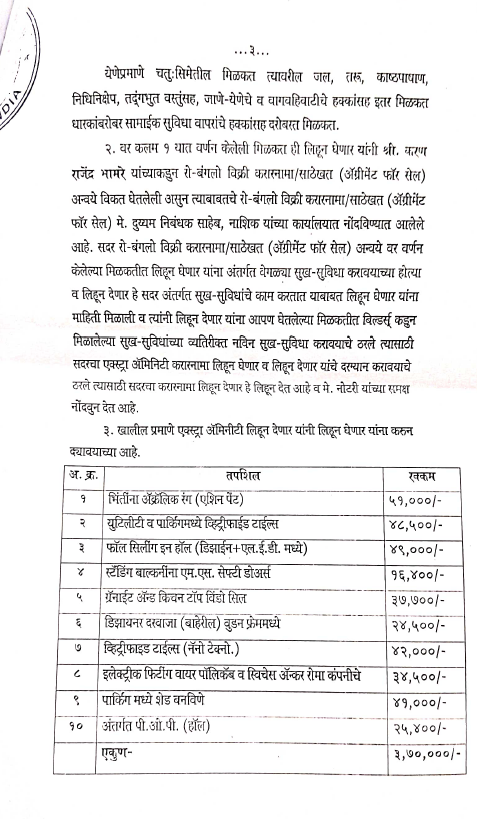 ...३...
येणेप्रमाणे चतुःसिमेतील मिळकत त्यावरील जल, तरू, काष्ठपाषाण,
निधिनिक्षेप, तद्ंगभुत वस्तुंसह, जाणे-येणेचे व वागवहिवाटीचे हक्कांसह इतर मिळकत
धारकांबरोबर सामाईक सुविधा वापरांचे हक्कांसह दरोबस्त मिळकत.
२. वर कलम १ यात वर्णन केलेली मिळकत ही लिहून घेणार यांनी श्री. करण
राजेंद्र भामरे यांच्याकडुन रो-बंगलो विक्री करारनामा/साठेखत (ॲग्रीमेंट फॉर सेल)
अन्वये विकत घेतलेली असुन त्याबाबतचे रो-बंगलो विक्री करारनामा/साठेखत (ॲग्रीमेंट
फॉर सेल) मे. दुय्यम निबंधक साहेब, नाशिक यांच्या कार्यालयात नोंदविण्यात आलेले
आहे. सदर रो-बंगलो विक्री करारनामा/साठेखत (ॲग्रीमेंट फॉर सेल) अन्वये वर वर्णन
केलेल्या मिळकतीत लिहून घेणार यांना अंतर्गत वेगळ्या सुख-सुविधा करावयाच्या होत्या
व लिहून देणार हे सदर अंतर्गत सुख-सुविधांचे काम करतात याबाबत लिहून घेणार यांना
माहिती मिळाली व त्यांनी लिहून देणार यांना आपण घेतलेल्या मिळकतीत बिल्डर्स् कडुन
मिळालेल्या सुख-सुविधांच्या व्यतिरीक्त नविन सुख-सुविधा करावयाचे ठरले त्यासाठी
सदरचा एक्स्ट्रा ॲमिनिटी करारनामा लिहून घेणार व लिहून देणार यांचे दरम्यान करावयाचे
ठरले त्यासाठी सदरचा करारनामा लिहून देणार हे लिहून देत आहे व मे. नोटरी यांच्या समक्ष
नोंदवुन देत आहे.
३. खालील प्रमाणे एक्स्ट्रा ॲमिनीटी लिहून देणार यांनी लिहून घेणार यांना करुन
द्यावयाच्या आहे.
अ. क्र. तपशिल रक्कम
१ भिंतींना ॲक्रॅलिक रंग (एशिन पेंट) ५१,०००/-
२ युटिलीटी व पार्किंगमध्ये व्हिट्रीफाईड टाईल्स ४८,५००/-
३ फॉल सिलींग इन हॉल (डिझाईन+एल.ई.डी. मध्ये) ४९,०००/-
४ स्टँडिंग बाल्कनींना एम.एस. सेफ्टी डोअर्स १६,४००/-
५ ग्रॅनाईट ॲन्ड किचन टॉप विंडो सिल ३७,७००/-
६ डिझायनर दरवाजा (बाहेरील) वुडन फ्रेममध्ये २४,५००/-
७ व्हिट्रीफाइड टाईल्स (नॅनो टेक्नो.) ४२,०००/-
८ इलेक्ट्रीक फिटींग वायर पॉलिकॅब व स्विचेस ॲन्कर रोमा कंपनीचे ३४,५००/-
९ पार्किंग मध्ये शेड बनविणे ४१,०००/-
१० अंतर्गत पी.ओ.पी. (हॉल) २५,४००/-
एकुण- ३,७०,०००/-
INDIA